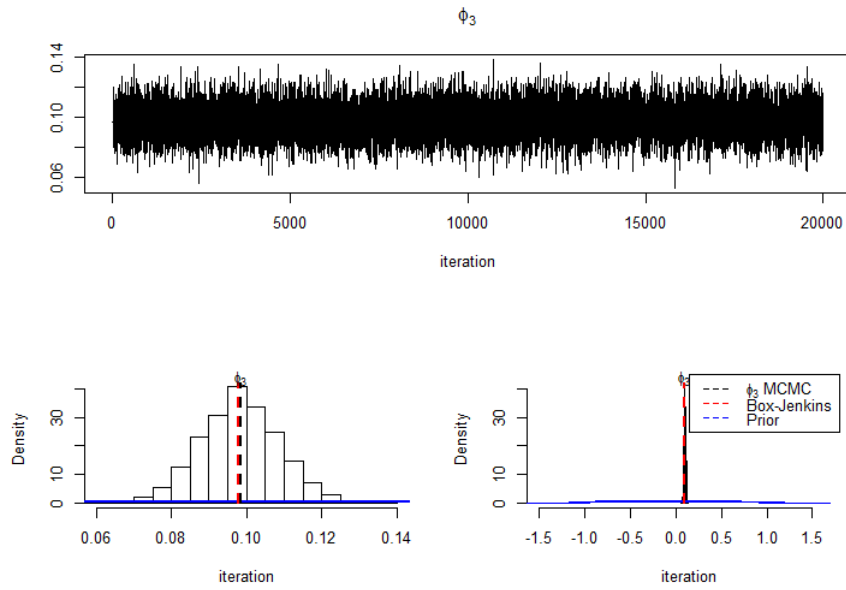 ϕ3
0.14
0.10
0.06
0 5000 10000 15000 20000
iteration
ϕ3
Density
30
10
0
0.06 0.08 0.10 0.12 0.14
iteration
ϕ3
Density
30
10
0
-1.5 -1.0 -0.5 0.0 0.5 1.0 1.5
iteration
ϕ3 MCMC
Box-Jenkins
Prior